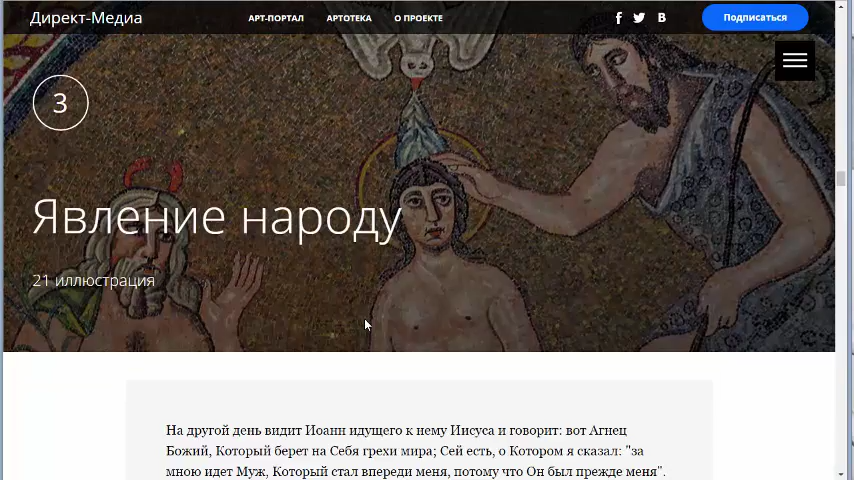 Директ-Медиа
АРТ-ПОРТАЛ АРТОТЕКА О ПРОЕКТЕ
Подписаться
3
Явление народу
21 иллюстрация
На другой день видит Иоанн идущего к нему Иисуса и говорит: вот Агнец
Божий, Который берет на Себя грехи мира; Сей есть, о Котором я сказал: "за
мною идет Муж, Который стал впереди меня, потому что Он был прежде меня".